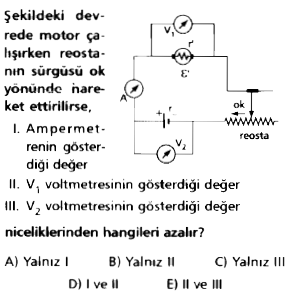 Şekildeki dev-
rede motor ça-
lışırken reosta-
nın sürgüsü ok
yönünde hare-
ket ettirilirse,
V₁
r'
ε'
A
+
r
V₂
ok
reosta
I. Ampermet-
renin göster-
diği değer
II. V₁ voltmetresinin gösterdiği değer
III. V₂ voltmetresinin gösterdiği değer
niceliklerinden hangileri azalır?
A) Yalnız I B) Yalnız II C) Yalnız III
D) I ve II E) II ve III